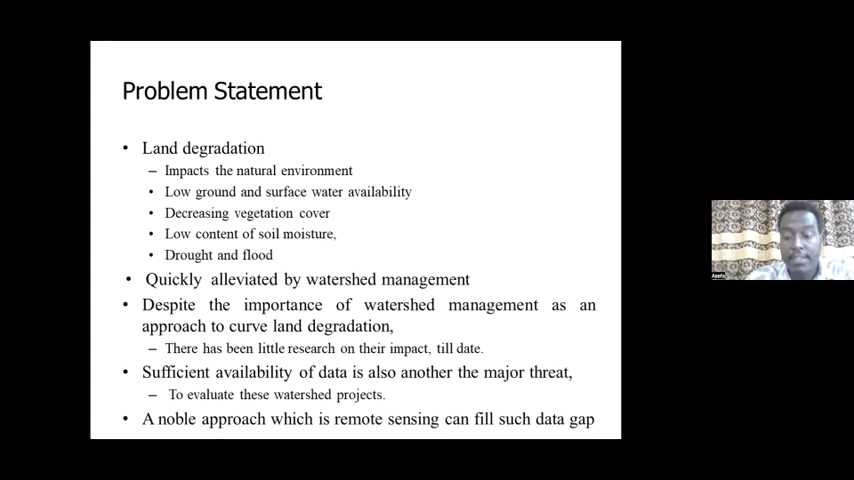 Problem Statement
• Land degradation
– Impacts the natural environment
• Low ground and surface water availability
• Decreasing vegetation cover
• Low content of soil moisture,
• Drought and flood
• Quickly alleviated by watershed management
• Despite the importance of watershed management as an
approach to curve land degradation,
– There has been little research on their impact, till date.
• Sufficient availability of data is also another the major threat,
– To evaluate these watershed projects.
• A noble approach which is remote sensing can fill such data gap
Asefa